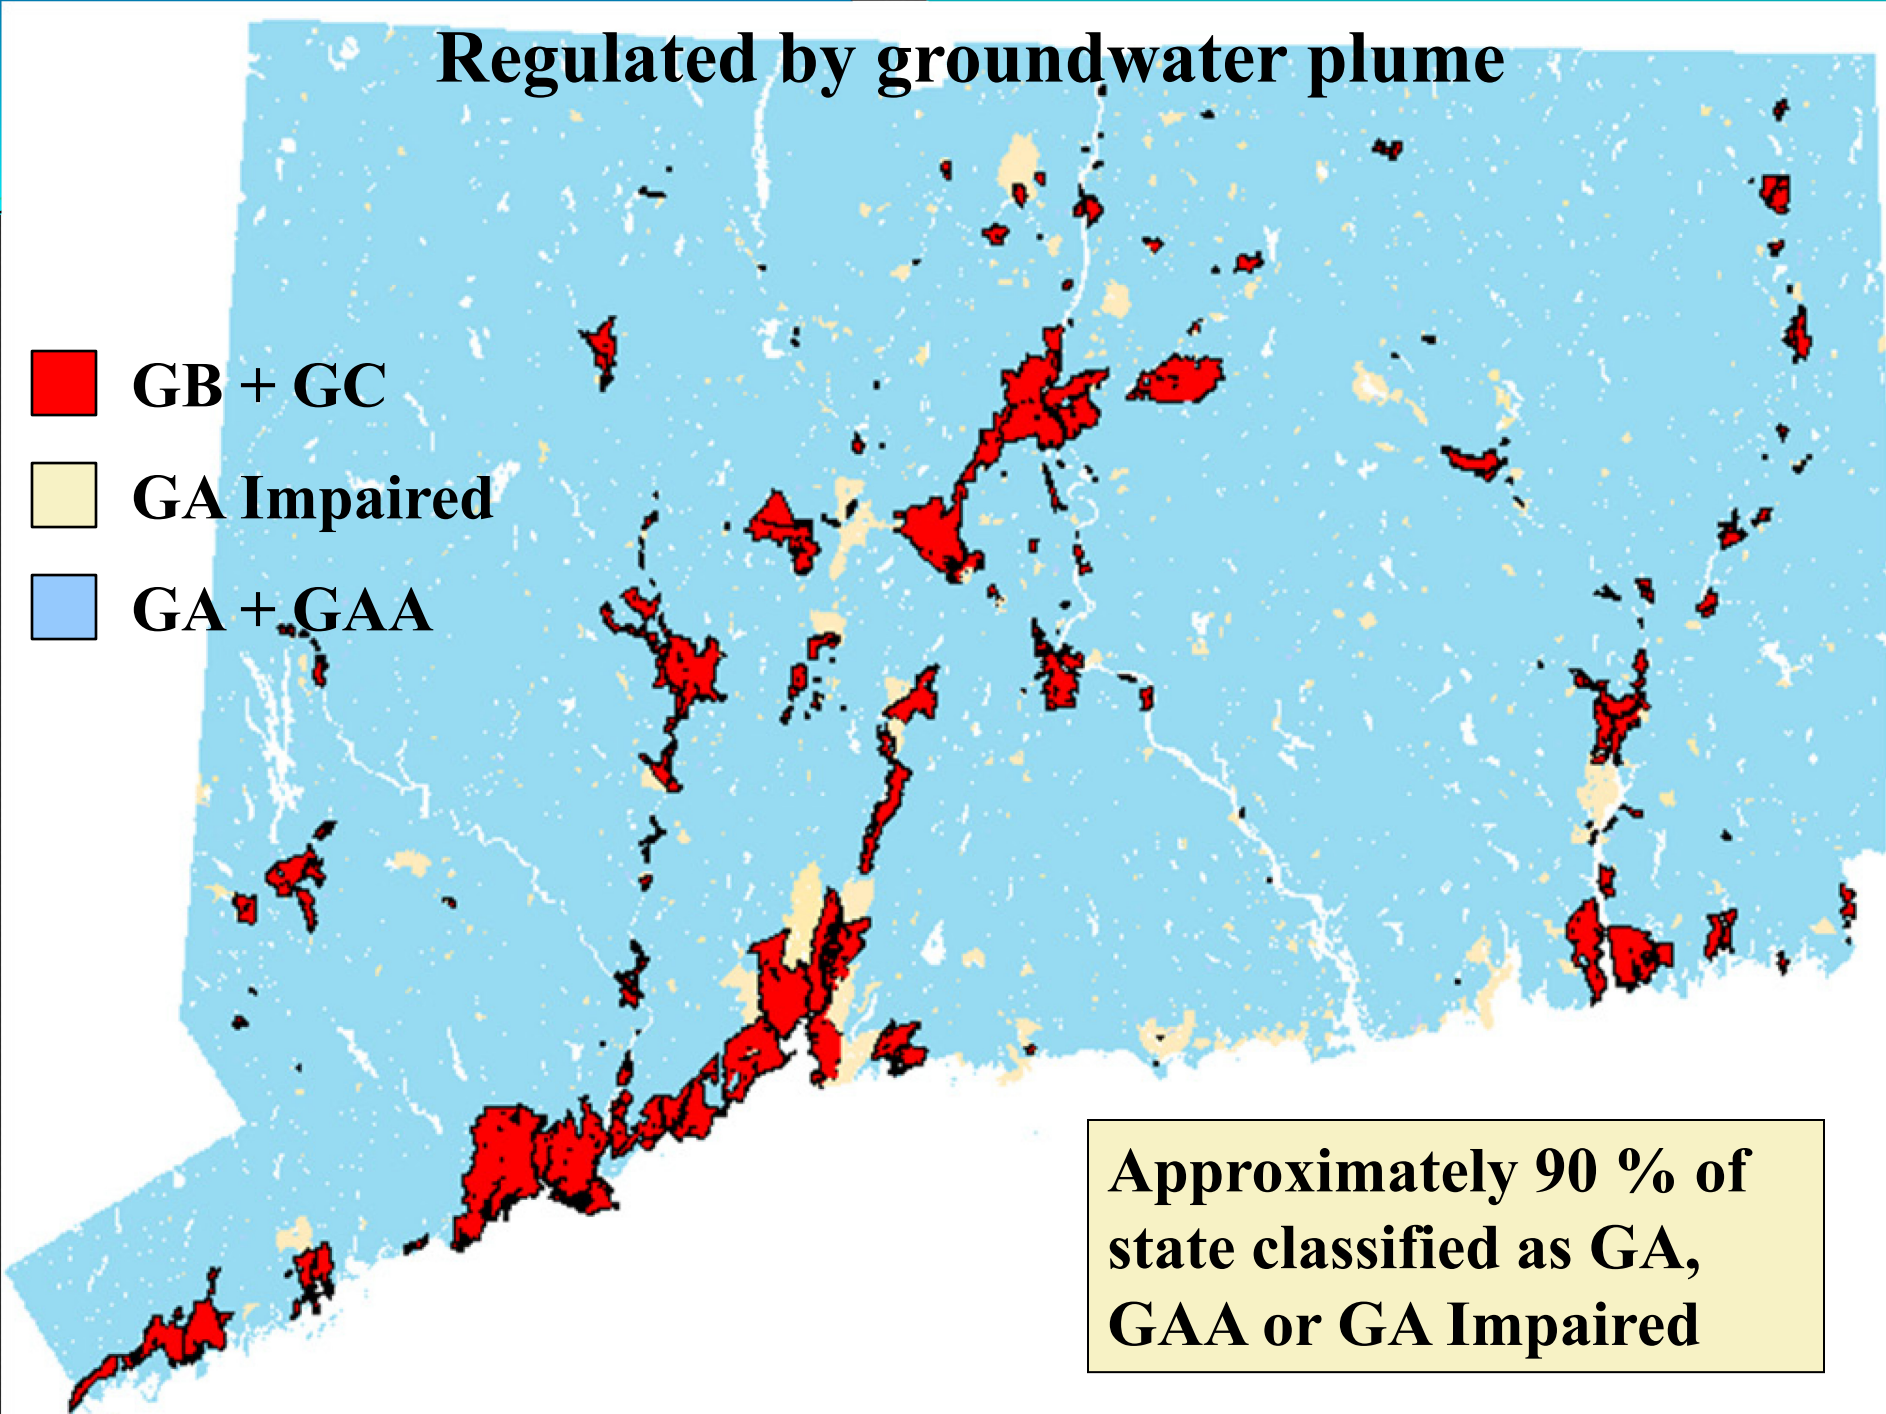 Regulated by groundwater plume
GB + GC
GA Impaired
GA + GAA
Approximately 90 % of
state classified as GA,
GAA or GA Impaired